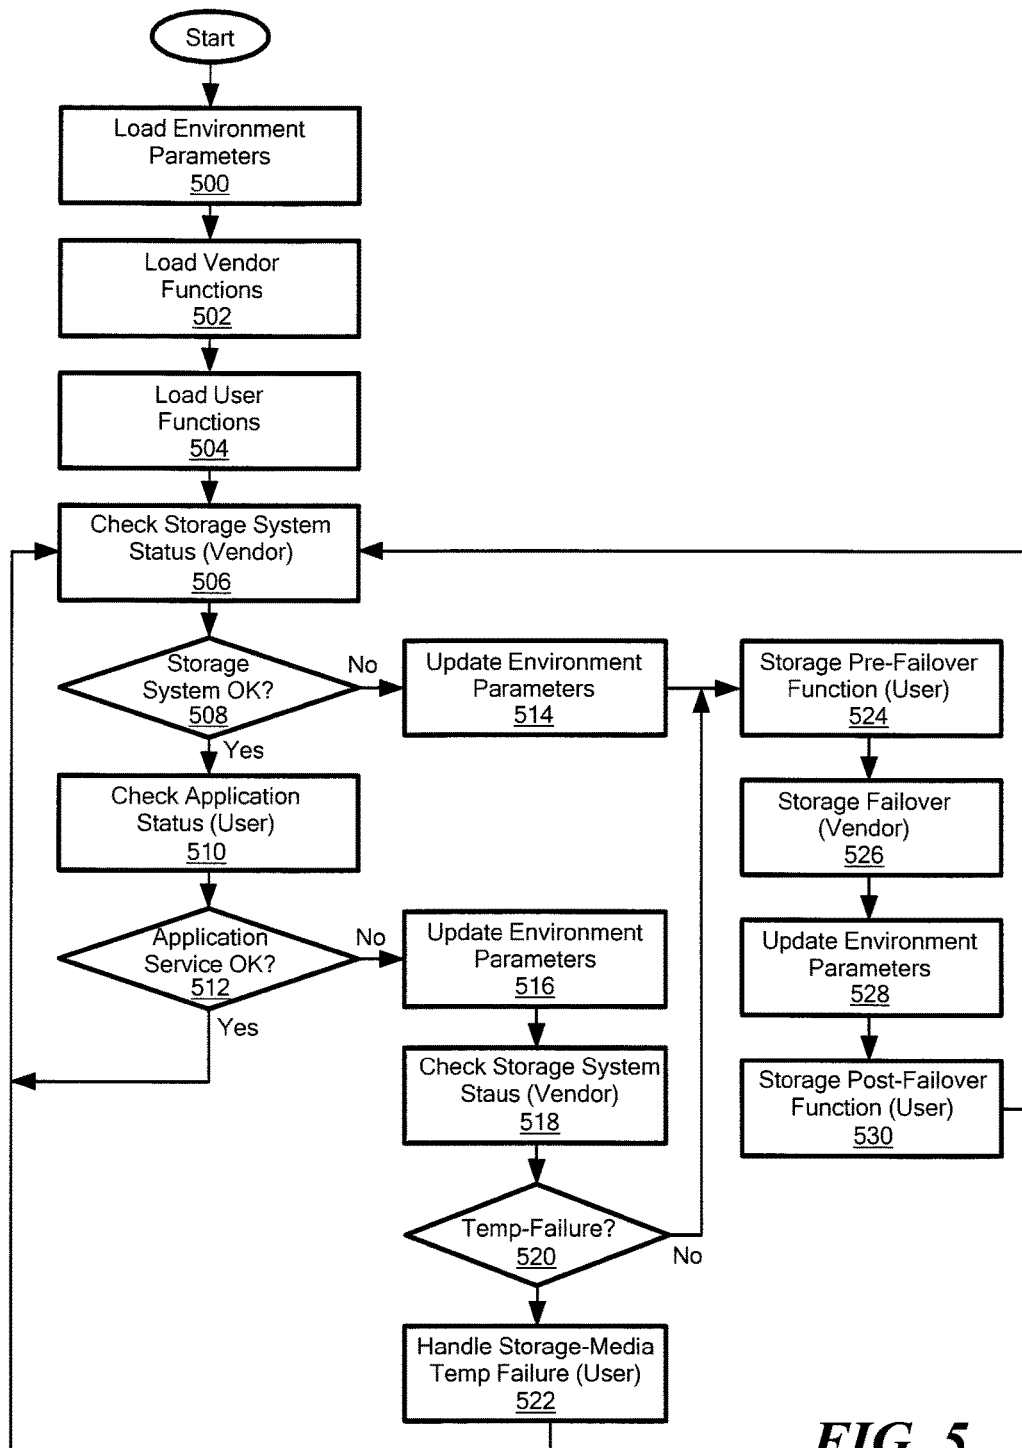 Start
Load Environment
Parameters
500
Load Vendor
Functions
502
Load User
Functions
504
Check Storage System
Status (Vendor)
506
Storage
System OK?
508
No
Yes
Update Environment
Parameters
514
Storage Pre-Failover
Function (User)
524
Check Application
Status (User)
510
Storage Failover
(Vendor)
526
Application
Service OK?
512
No
Yes
Update Environment
Parameters
516
Update Environment
Parameters
528
Check Storage System
Staus (Vendor)
518
Storage Post-Failover
Function (User)
530
Temp-Failure?
520
No
Handle Storage-Media
Temp Failure (User)
522
FIG. 5